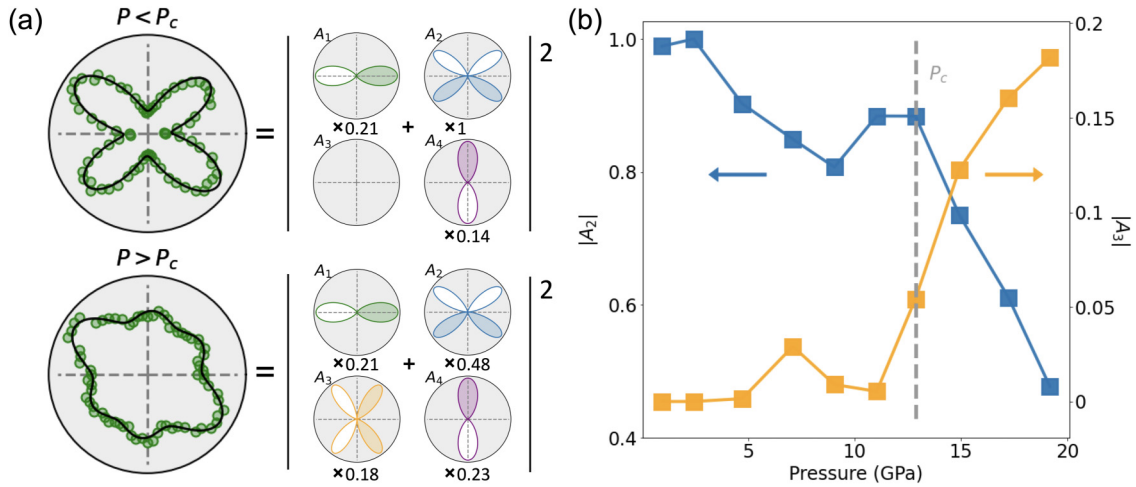 (a)
P < Pc
=
A1
A2
×0.21 + ×1
A3
A4
×0.14
2
P > Pc
=
A1
A2
×0.21 + ×0.48
A3
A4
×0.18
×0.23
2
(b)
1.0
0.8
0.6
0.4
|A2|
Pc
0.2
0.15
0.1
0.05
0
|A3|
5 10 15 20
Pressure (GPa)